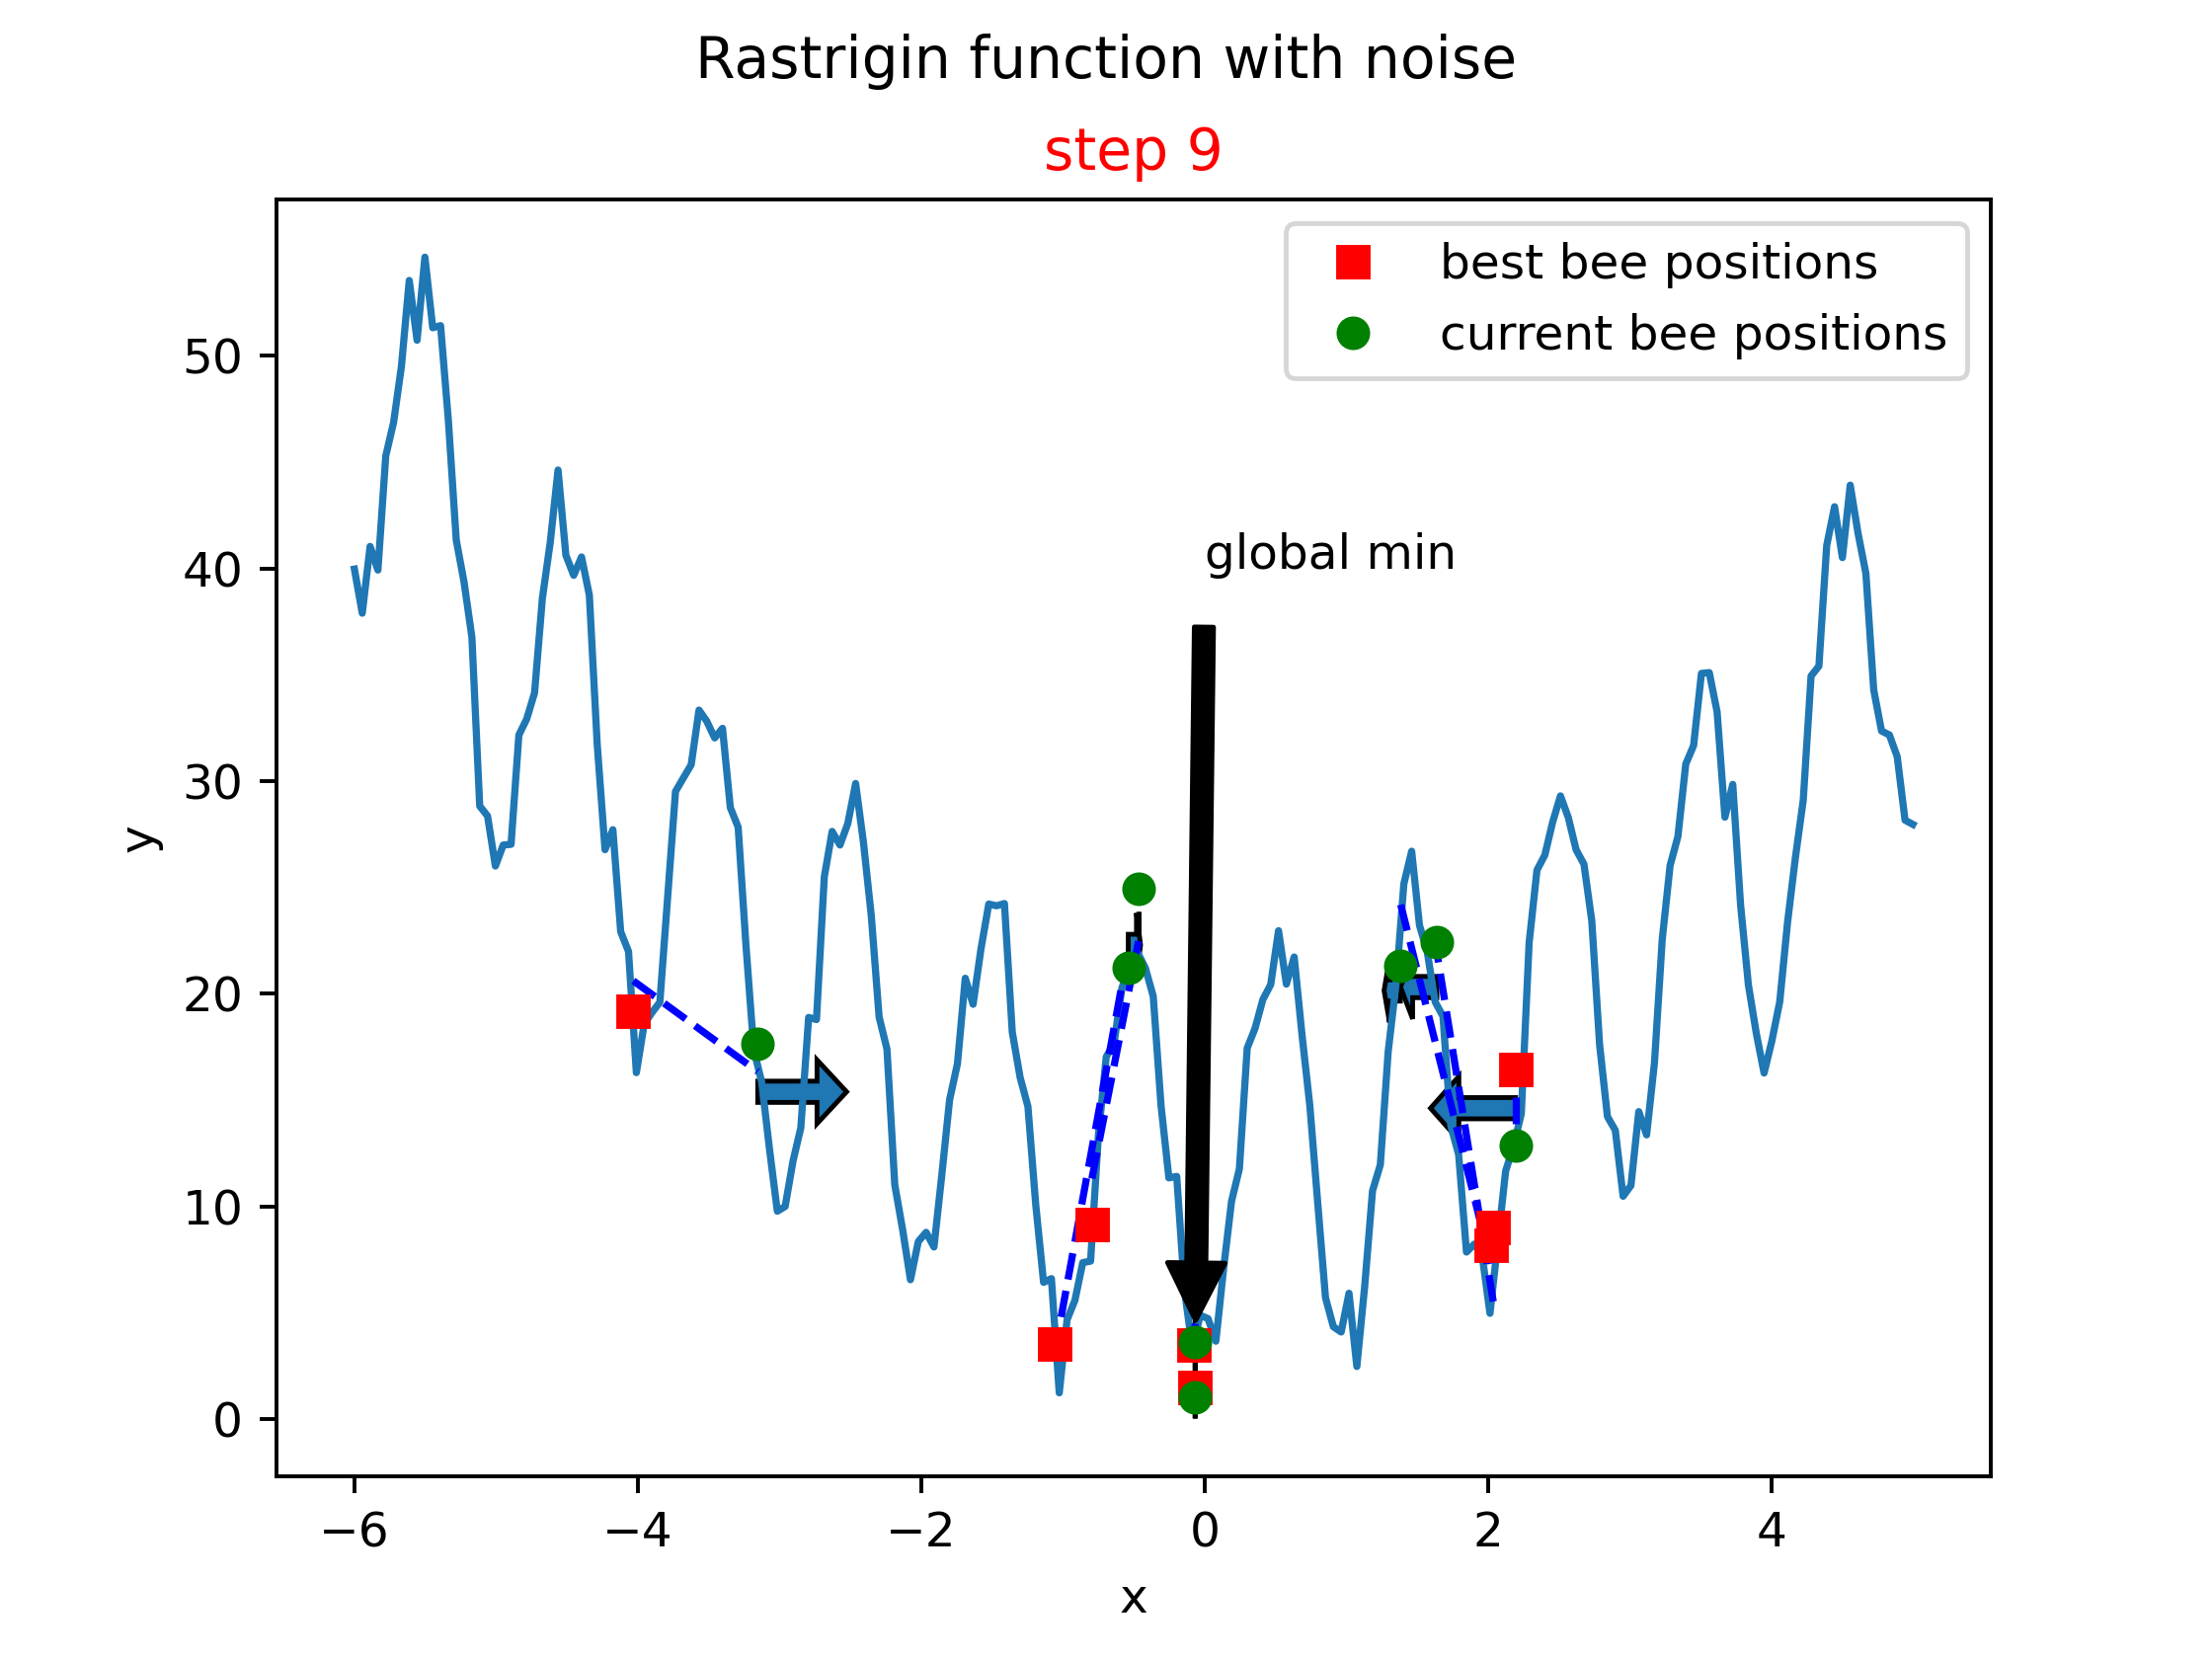 Rastrigin function with noise
step 9
best bee positions
current bee positions
global min
50
40
30
20
10
0
y
−6
−4
−2
0
2
4
x